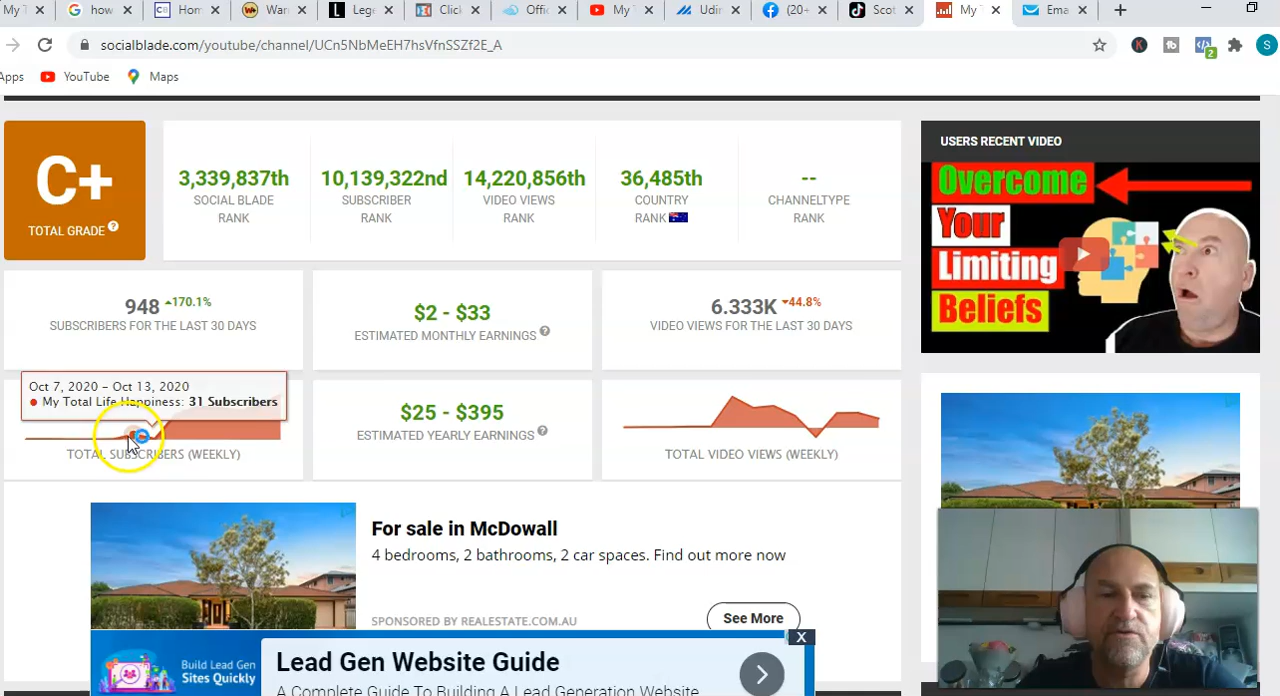 My T
how
Hom
War
Leg
Click
Offic
My T
Udir
(20+
Scot
My T
Ema
socialblade.com/youtube/channel/UCn5NbMeEH7hsVfnSSZf2E_A
2
S
Apps
YouTube
Maps
C+
TOTAL GRADE
3,339,837th
SOCIAL BLADE
RANK
10,139,322nd
SUBSCRIBER
RANK
14,220,856th
VIDEO VIEWS
RANK
36,485th
COUNTRY
RANK
--
CHANNELTYPE
RANK
USERS RECENT VIDEO
Overcome
Your
Limiting
Beliefs
948 170.1%
SUBSCRIBERS FOR THE LAST 30 DAYS
$2 - $33
ESTIMATED MONTHLY EARNINGS
6.333K 44.8%
VIDEO VIEWS FOR THE LAST 30 DAYS
Oct 7, 2020 – Oct 13, 2020
My Total Life Happiness: 31 Subscribers
TOTAL SUBSCRIBERS (WEEKLY)
$25 - $395
ESTIMATED YEARLY EARNINGS
TOTAL VIDEO VIEWS (WEEKLY)
For sale in McDowall
4 bedrooms, 2 bathrooms, 2 car spaces. Find out more now
SPONSORED BY REALESTATE.COM.AU
See More
X
Build Lead Gen
Sites Quickly
Lead Gen Website Guide
A Complete Guide To Building A Lead Generation Website